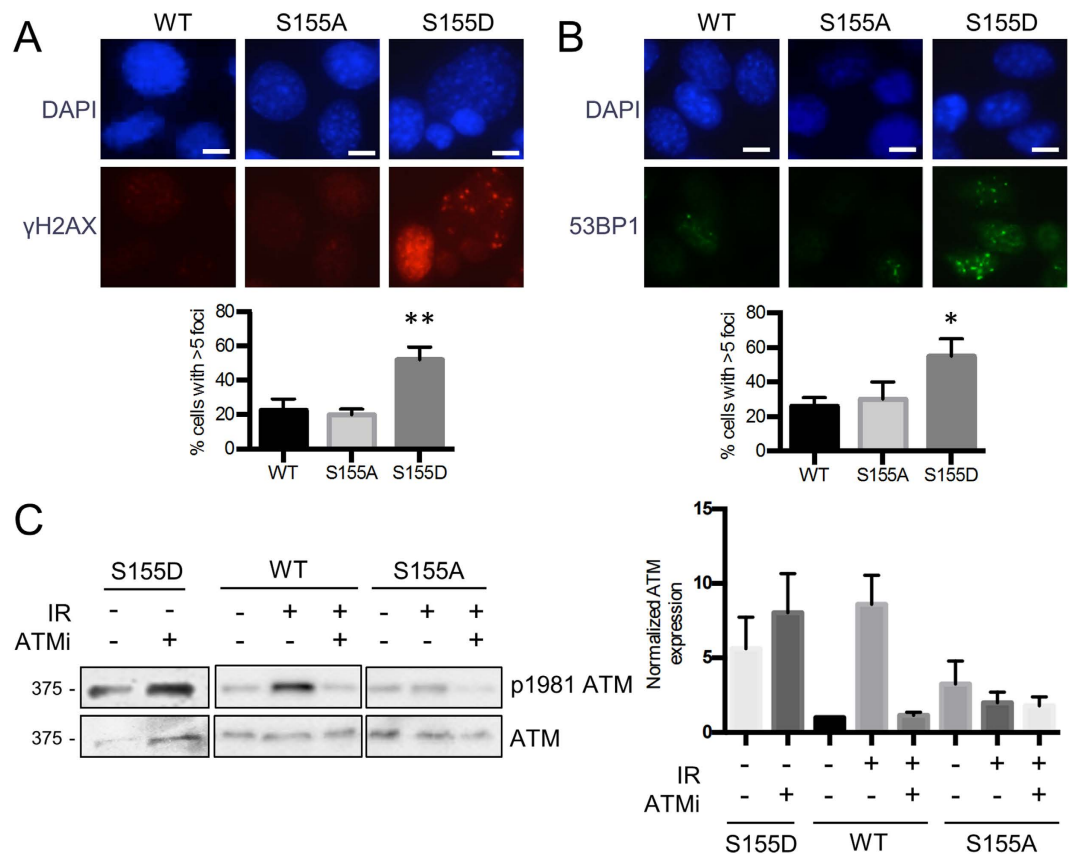 A
WT S155A S155D
DAPI
γH2AX
% cells with >5 foci
80
60
40
20
0
**
WT S155A S155D
B
WT S155A S155D
DAPI
53BP1
% cells with >5 foci
80
60
40
20
0
*
WT S155A S155D
C
S155D WT S155A
IR - - - + + - + +
ATMi - + - - + - - +
375 - p1981 ATM
375 - ATM
Normalized ATM
expression
15
10
5
0
IR - - - + + - + +
ATMi - + - - + - - +
S155D WT S155A